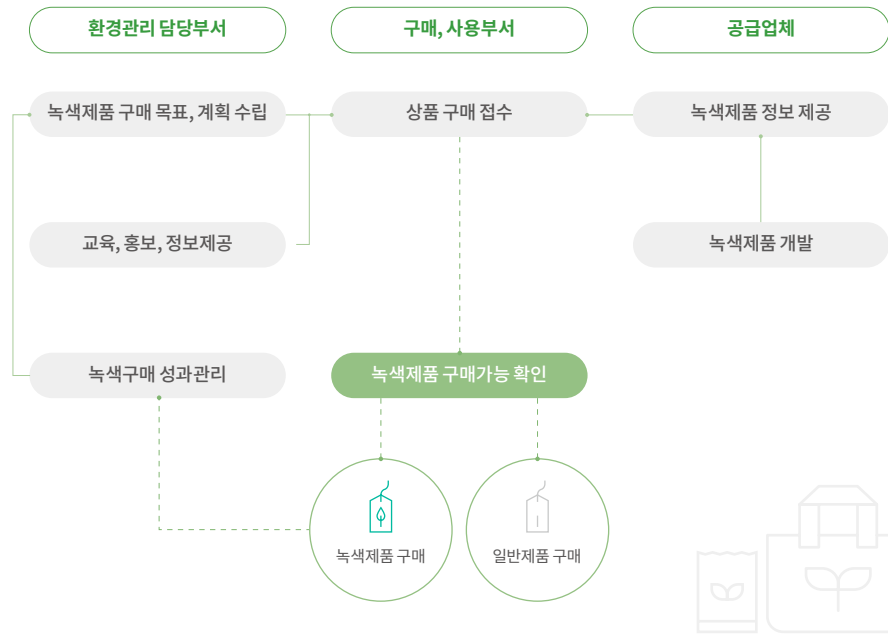 환경관리 담당부서
구매, 사용부서
공급업체
녹색제품 구매 목표, 계획 수립
상품 구매 접수
녹색제품 정보 제공
교육, 홍보, 정보제공
녹색제품 개발
녹색구매 성과관리
녹색제품 구매가능 확인
녹색제품 구매
일반제품 구매